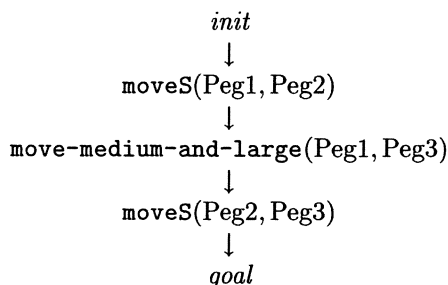 init
moveS(Peg1, Peg2)
move-medium-and-large(Peg1, Peg3)
moveS(Peg2, Peg3)
goal